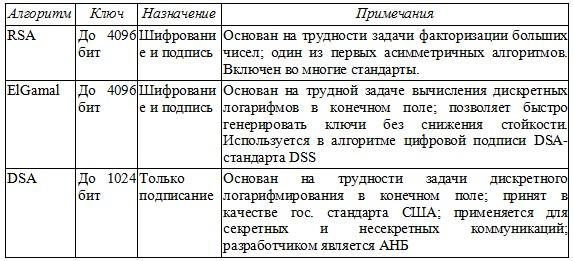 Алгоритм Ключ Назначение Примечания
RSA До 4096 бит Шифровани е и подпись Основан на трудности задачи факторизации больших
чисел; один из первых асимметричных алгоритмов.
Включен во многие стандарты.
ElGamal До 4096 бит Шифровани е и подпись Основан на трудной задаче вычисления дискретных
логарифмов в конечном поле; позволяет быстро
генерировать ключи без снижения стойкости.
Используется в алгоритме цифровой подписи DSA-
стандарта DSS
DSA До 1024 бит Только подписание Основан на трудности задачи дискретного
логарифмирования в конечном поле; принят в
качестве гос. стандарта США; применяется для
секретных и несекретных коммуникаций;
разработчиком является АНБ